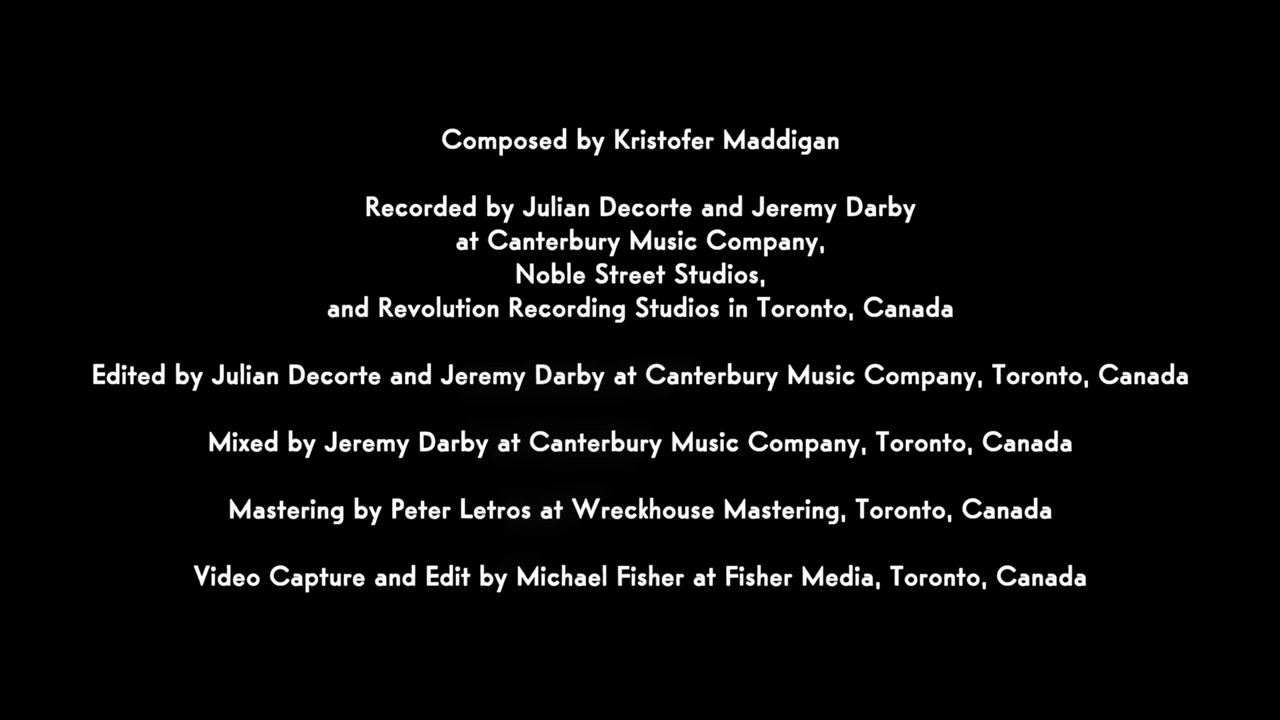 Composed by Kristofer Maddigan
Recorded by Julian Decorte and Jeremy Darby
at Canterbury Music Company,
Noble Street Studios,
and Revolution Recording Studios in Toronto, Canada
Edited by Julian Decorte and Jeremy Darby at Canterbury Music Company, Toronto, Canada
Mixed by Jeremy Darby at Canterbury Music Company, Toronto, Canada
Mastering by Peter Letros at Wreckhouse Mastering, Toronto, Canada
Video Capture and Edit by Michael Fisher at Fisher Media, Toronto, Canada